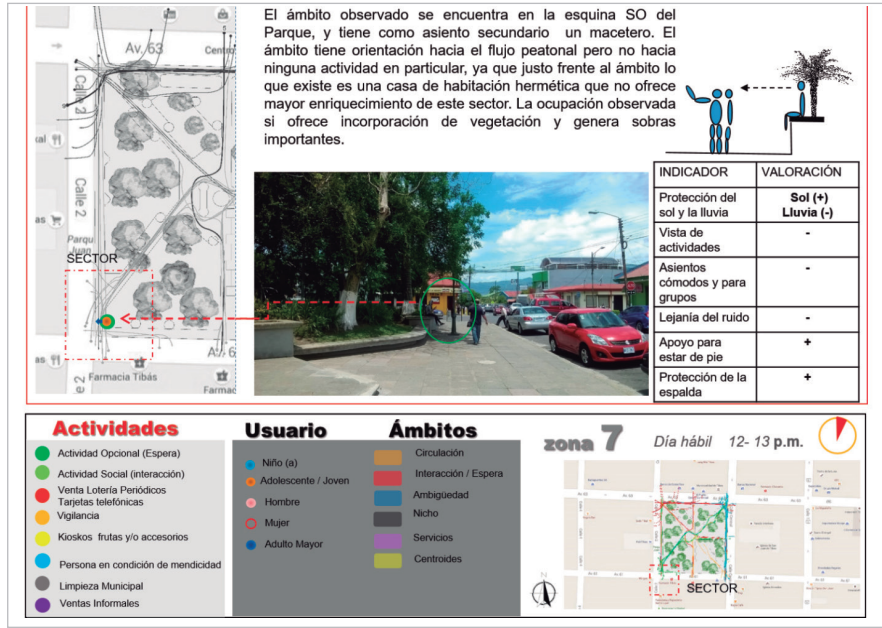 El ámbito observado se encuentra en la esquina SO del
Parque, y tiene como asiento secundario un macetero. El
ámbito tiene orientación hacia el flujo peatonal pero no hacia
ninguna actividad en particular, ya que justo frente al ámbito lo
que existe es una casa de habitación hermética que no ofrece
mayor enriquecimiento de este sector. La ocupación observada
si ofrece incorporación de vegetación y genera sobras
importantes.
Av. 63
Centro
Calle 2
Calle 2
Parqu
Juan
SECTOR
Farmacia Tibás
Farmac
INDICADOR VALORACIÓN
Protección del sol y la lluvia Sol (+) Lluvia (-)
Vista de actividades -
Asientos cómodos y para grupos -
Lejanía del ruido -
Apoyo para estar de pie +
Protección de la espalda +
Actividades
Actividad Opcional (Espera)
Actividad Social (interacción)
Venta Lotería Periódicos
Tarjetas telefónicas
Vigilancia
Kioskos frutas y/o accesorios
Persona en condición de mendicidad
Limpieza Municipal
Ventas Informales
Usuario
Niño (a)
Adolescente / Joven
Hombre
Mujer
Adulto Mayor
Ámbitos
Circulación
Interacción / Espera
Ambigüedad
Nicho
Servicios
Centroides
zona 7 Día hábil 12- 13 p.m.
SECTOR